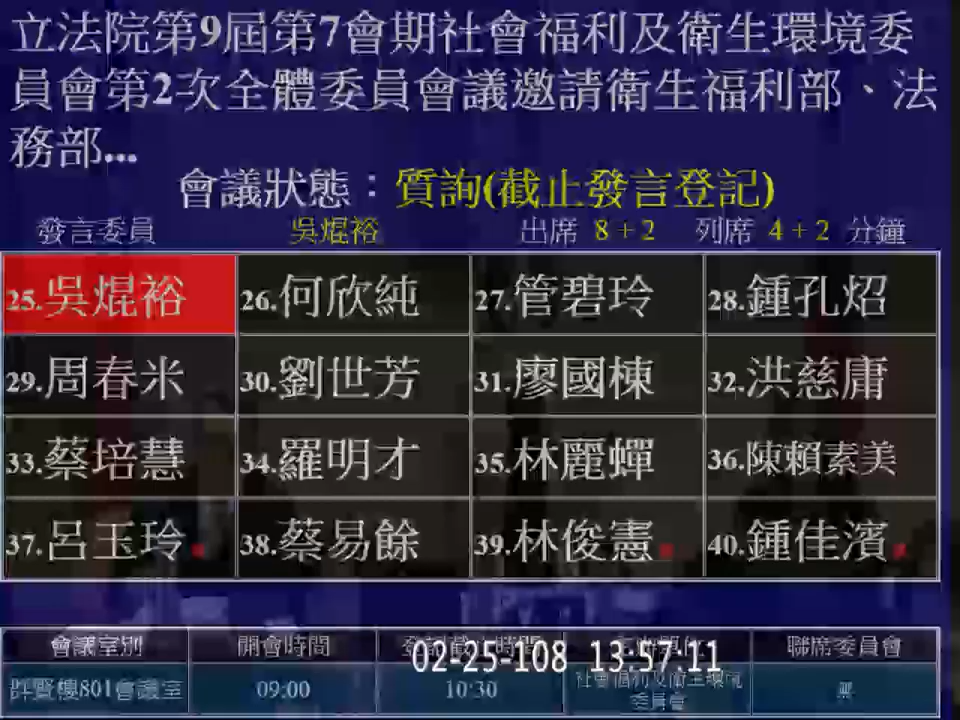 立法院第9屆第7會期社會福利及衛生環境委
員會第2次全體委員會議邀請衛生福利部、法
務部...
會議狀態：質詢(截止發言登記)
發言委員 吳焜裕 出席 8 + 2 列席 4 + 2 分鐘
25.吳焜裕 26.何欣純 27.管碧玲 28.鍾孔炤
29.周春米 30.劉世芳 31.廖國棟 32.洪慈庸
33.蔡培慧 34.羅明才 35.林麗蟬 36.陳賴素美
37.呂玉玲 38.蔡易餘 39.林俊憲 40.鍾佳濱
會議室別 開會時間 聯席委員會
02-25-108 13:57:11
群賢樓801會議室 09:00 10:30 社會福利及衛生環境 無
委員會